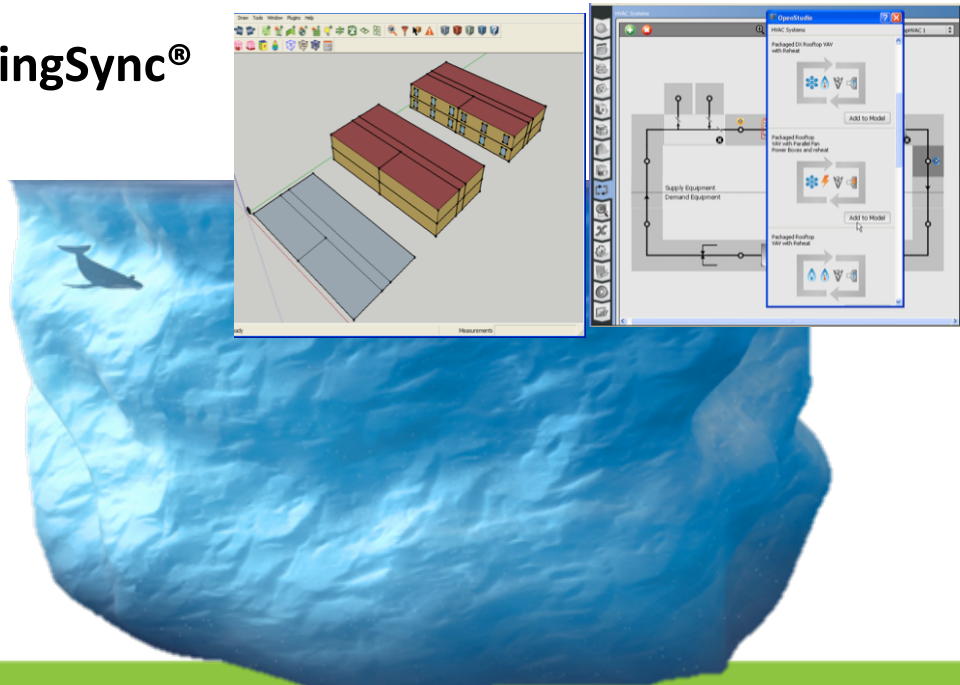 ingSync®
Draw Tools Window Plugins Help
Measurements
HVAC Systems
OpenStudio
HVAC Systems
Packaged DX Rooftop VAV
with Reheat
Add to Model
Packaged Rooftop
VAV with Parallel Fan
Power Boxes and reheat
Add to Model
Packaged Rooftop
VAV with Reheat
Supply Equipment
Demand Equipment